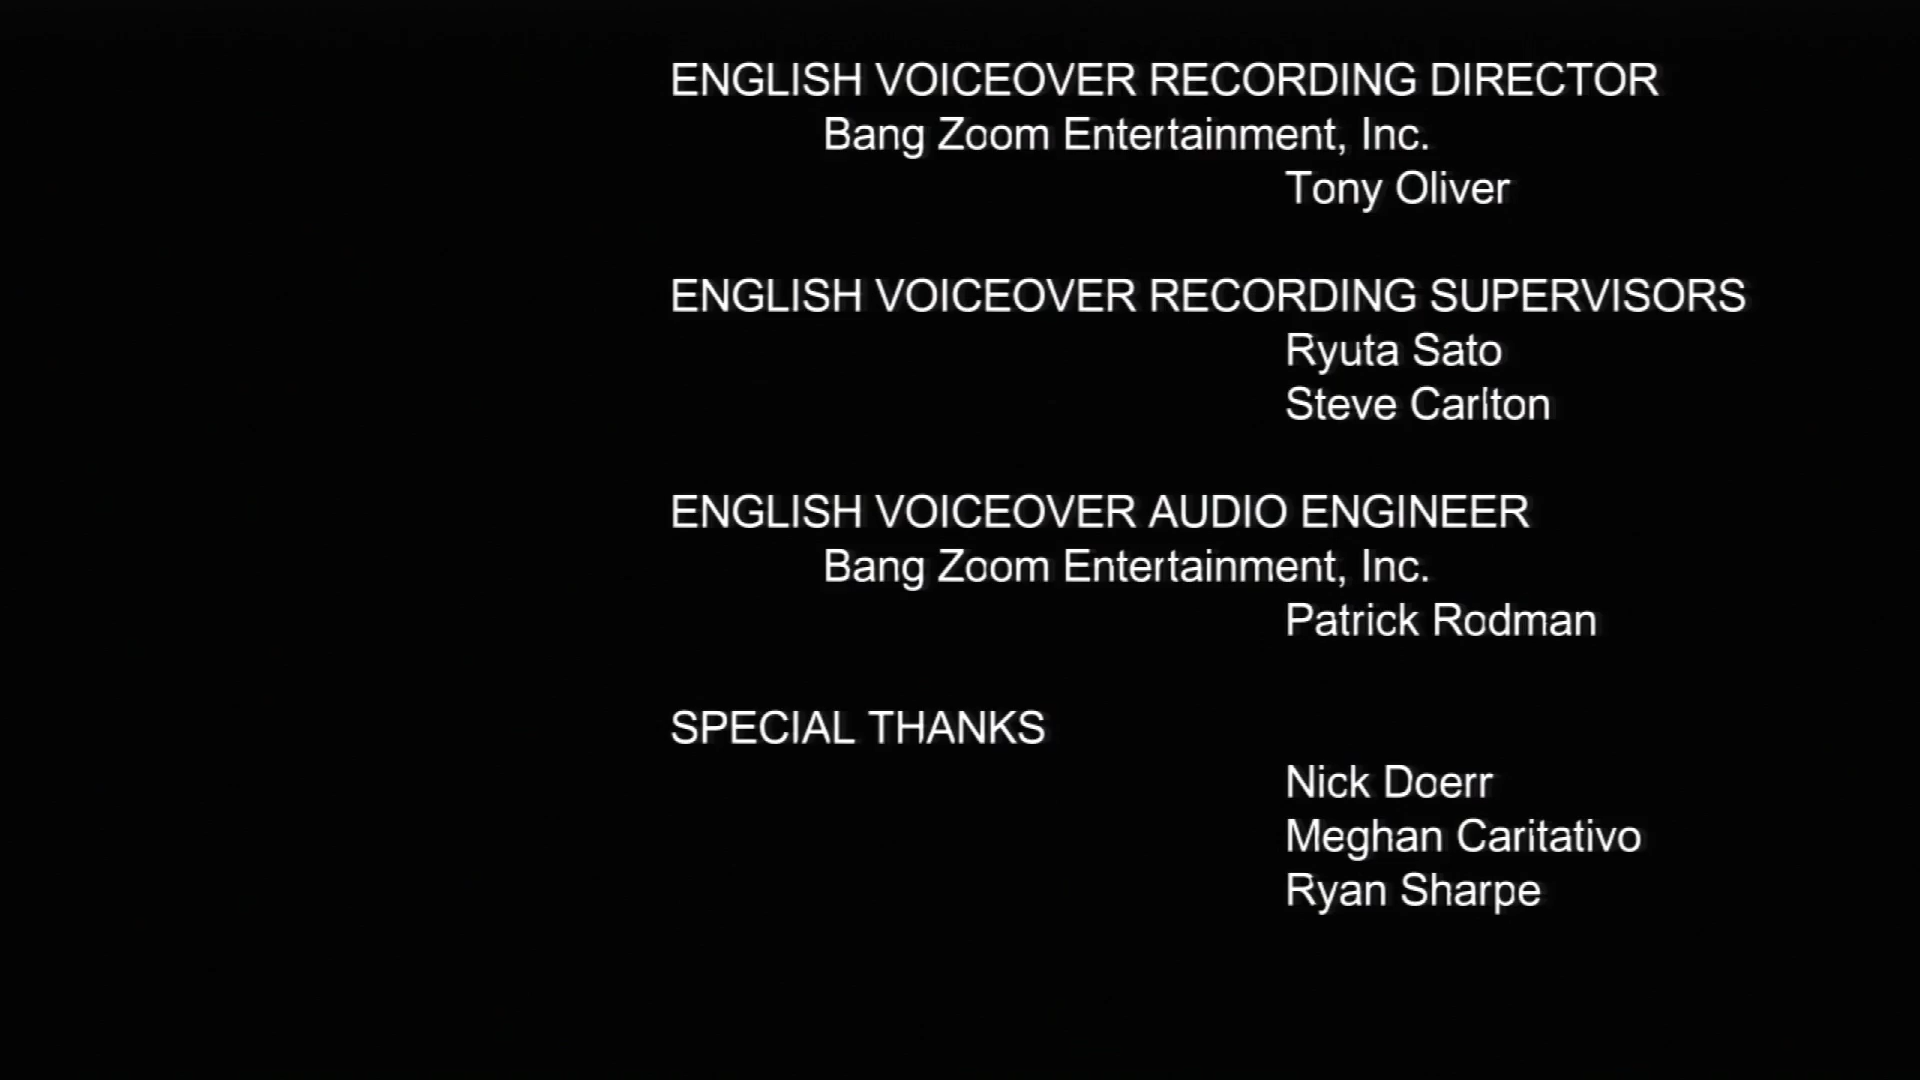 ENGLISH VOICEOVER RECORDING DIRECTOR
Bang Zoom Entertainment, Inc.
Tony Oliver
ENGLISH VOICEOVER RECORDING SUPERVISORS
Ryuta Sato
Steve Carlton
ENGLISH VOICEOVER AUDIO ENGINEER
Bang Zoom Entertainment, Inc.
Patrick Rodman
SPECIAL THANKS
Nick Doerr
Meghan Caritativo
Ryan Sharpe